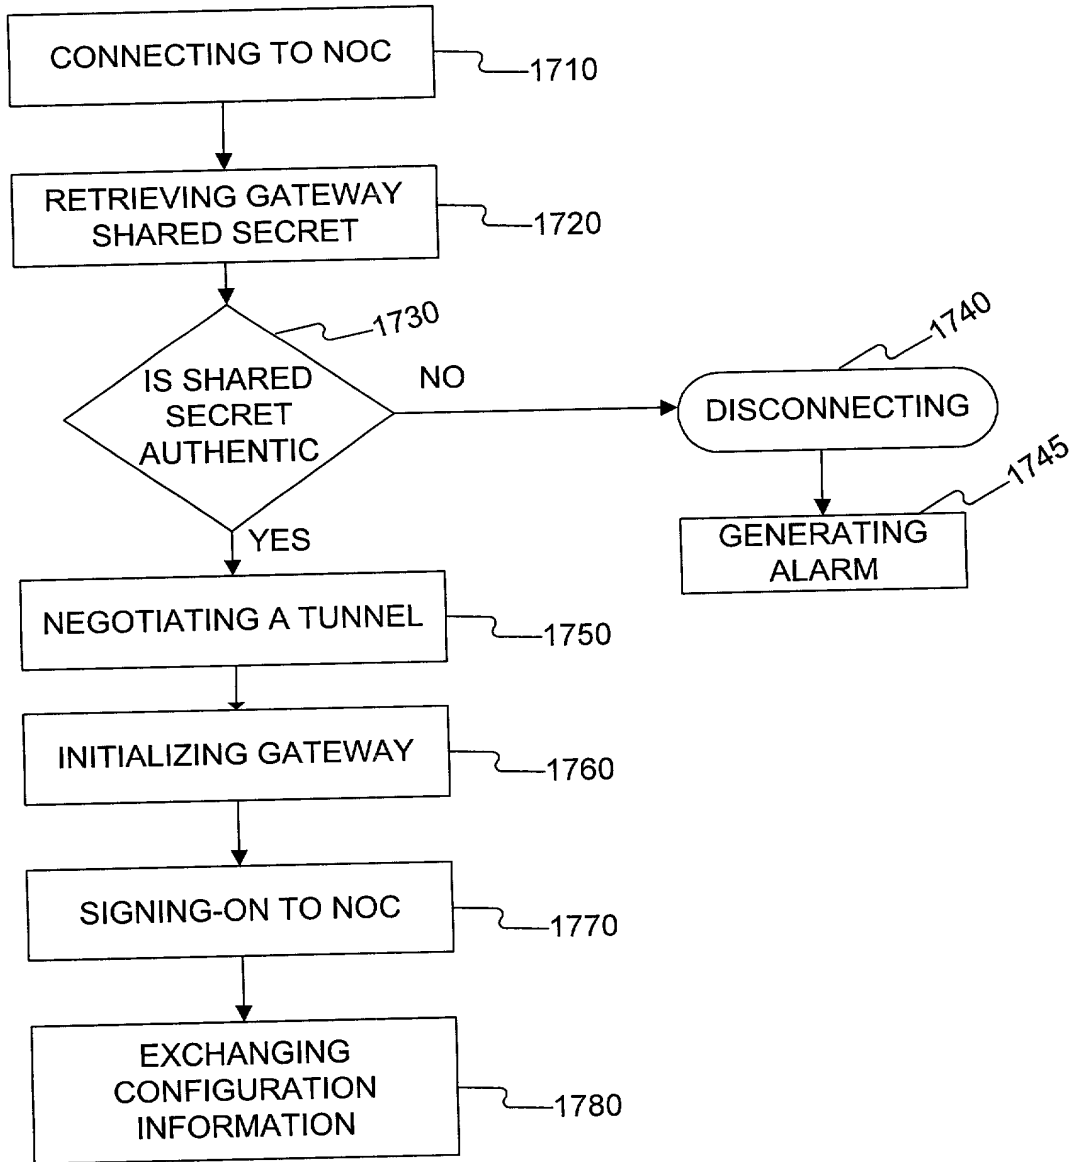 CONNECTING TO NOC
1710
RETRIEVING GATEWAY
SHARED SECRET
1720
1730
IS SHARED
SECRET
AUTHENTIC
NO
YES
1740
DISCONNECTING
1745
GENERATING
ALARM
NEGOTIATING A TUNNEL
1750
INITIALIZING GATEWAY
1760
SIGNING-ON TO NOC
1770
EXCHANGING
CONFIGURATION
INFORMATION
1780